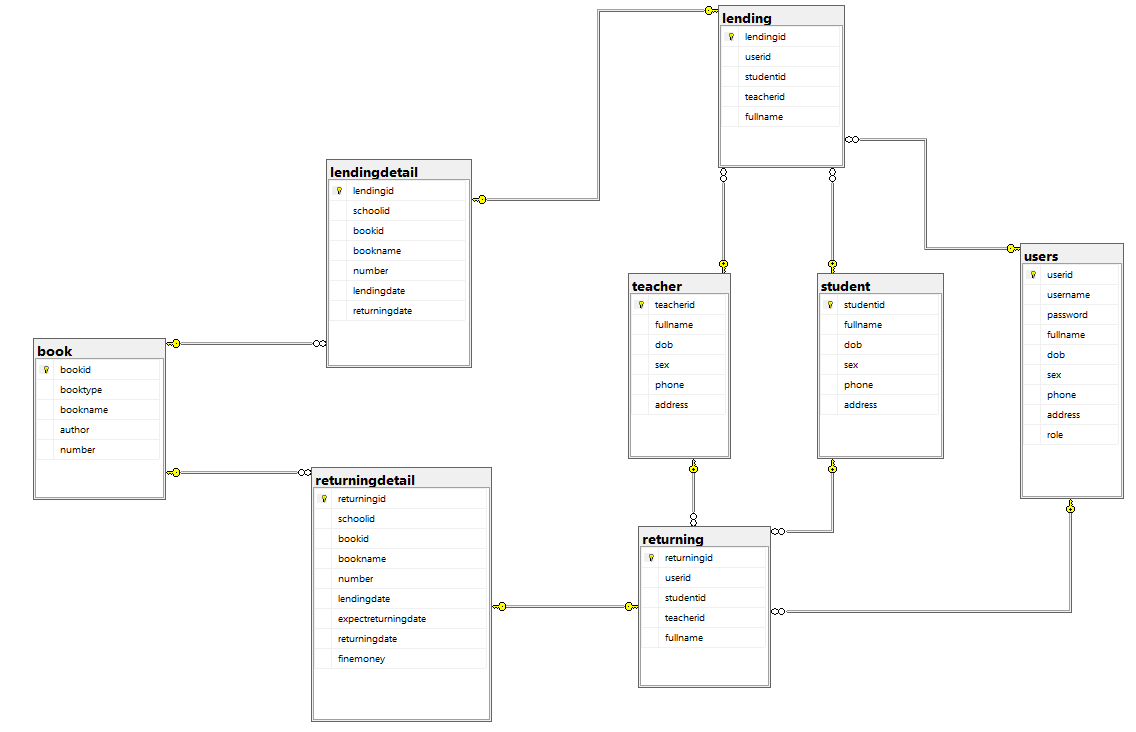 lending
lendingid
userid
studentid
teacherid
fullname
lendingdetail
lendingid
schoolid
bookid
bookname
number
lendingdate
returningdate
teacher
teacherid
fullname
dob
sex
phone
address
student
studentid
fullname
dob
sex
phone
address
users
userid
username
password
fullname
dob
sex
phone
address
role
book
bookid
booktype
bookname
author
number
returningdetail
returningid
schoolid
bookid
bookname
number
lendingdate
expectreturningdate
returningdate
finemoney
returning
returningid
userid
studentid
teacherid
fullname